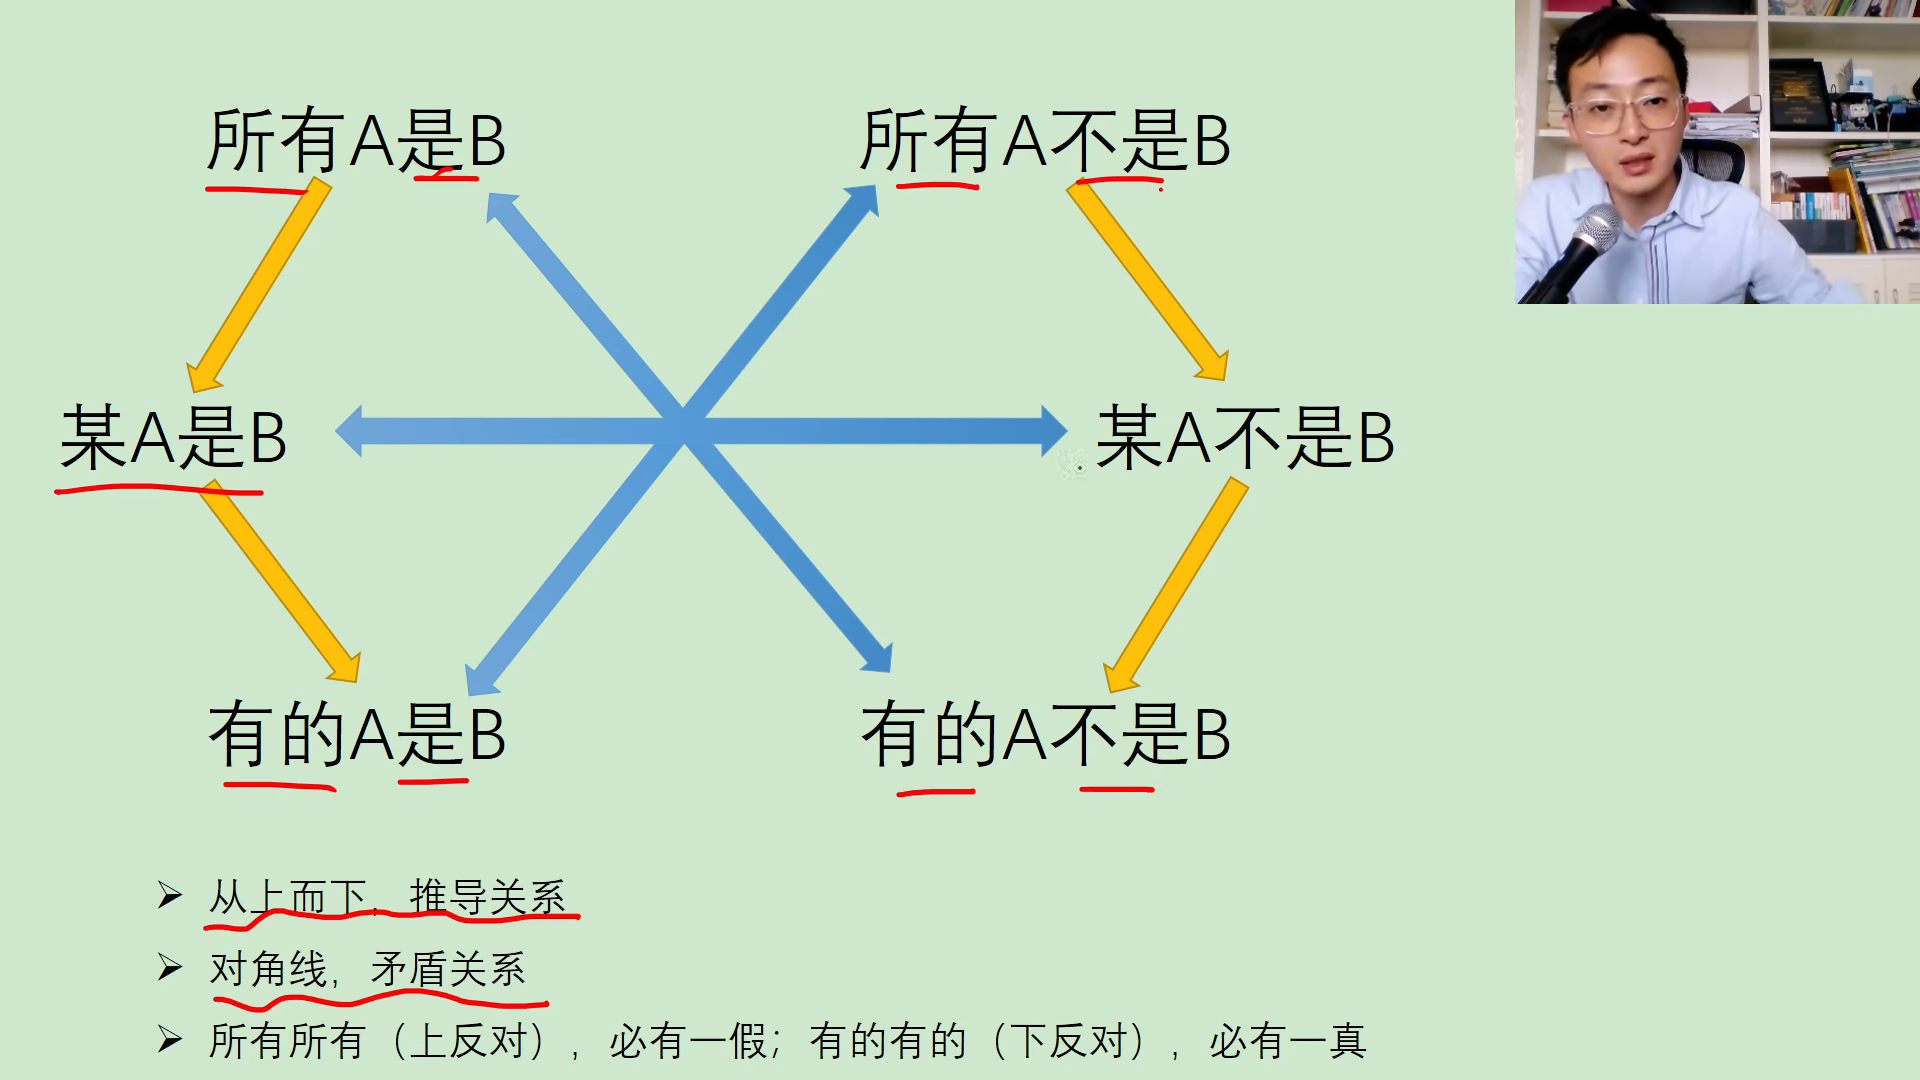 所有A是B
所有A不是B
某A是B
某A不是B
有的A是B
有的A不是B
从上而下，推导关系
对角线，矛盾关系
所有所有（上反对），必有一假；有的有的（下反对），必有一真